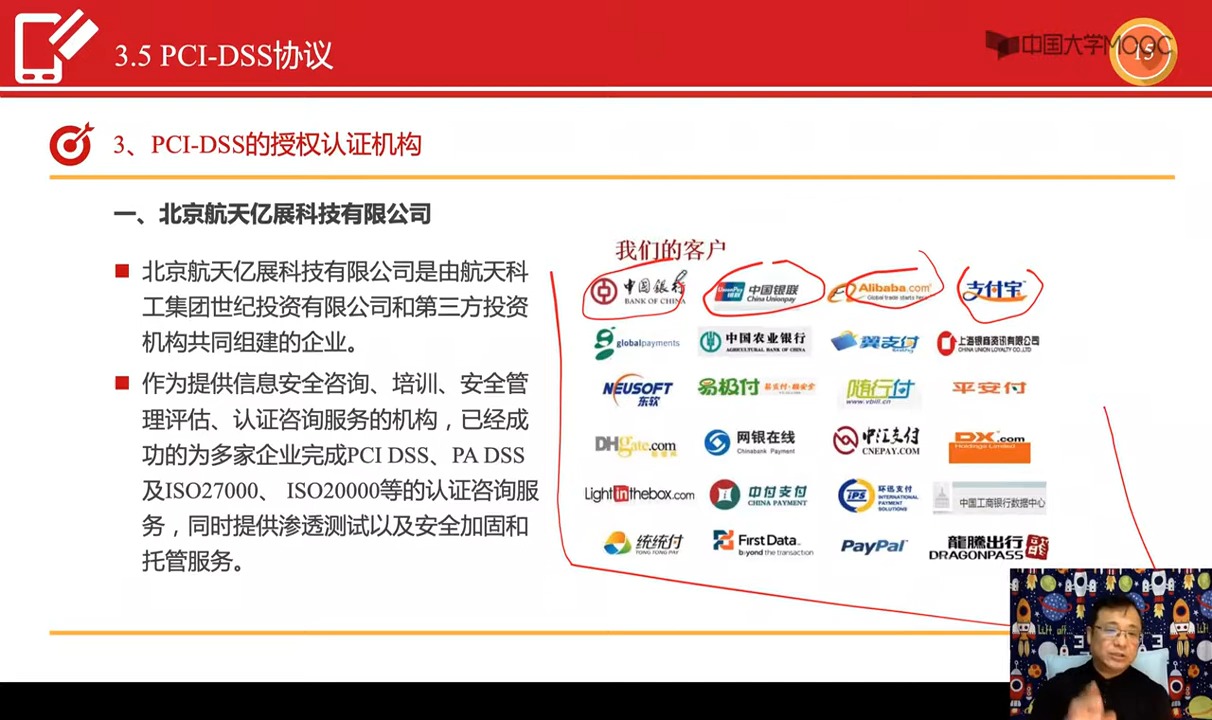 3.5 PCI-DSS协议
中国大学MOOC
15
3、PCI-DSS的授权认证机构
一、北京航天亿展科技有限公司
北京航天亿展科技有限公司是由航天科
工集团世纪投资有限公司和第三方投资
机构共同组建的企业。
作为提供信息安全咨询、培训、安全管
理评估、认证咨询服务的机构，已经成
功的为多家企业完成PCI DSS、PA DSS
及ISO27000、 ISO20000等的认证咨询服
务，同时提供渗透测试以及安全加固和
托管服务。
我们的客户
中国银行
BANK OF CHINA
UnionPay
银联
中国银联
China Unionpay
Alibaba.com
Global trade starts here
支付宝
globalpayments
中国农业银行
AGRICULTURAL BANK OF CHINA
翼支付
上海银商资讯有限公司
CHINA UNION LOYALTY CO.,LTD
NEUSOFT
东软
易极付
随行付
www.vbill.cn
平安付
DHgate.com
网银在线
Chinabank Payment
中汇支付
CNEPAY.COM
DX.com
Holdings Limited
Lightinthebox.com
中付支付
CHINA PAYMENT
IPS
环迅支付
INTERNATIONAL
PAYMENT
SOLUTIONS
中国工商银行数据中心
统统付
TONG TONG PAY
First Data
beyond the transaction
PayPal
龍騰出行
DRAGONPASS